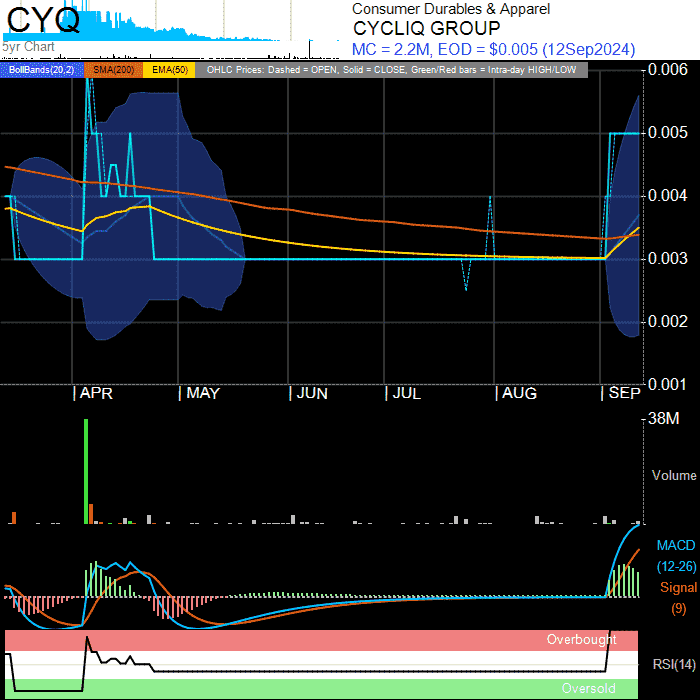 CYQ
Consumer Durables & Apparel
CYCLIQ GROUP
5yr Chart
MC = 2.2M, EOD = $0.005 (12Sep2024)
BollBands(20,2) SMA(200) EMA(50) OHLC Prices: Dashed = OPEN, Solid = CLOSE, Green/Red bars = Intra-day HIGH/LOW
0.006
0.005
0.004
0.003
0.002
0.001
APR MAY JUN JUL AUG SEP
38M
Volume
MACD
(12-26)
Signal
(9)
Overbought
RSI(14)
Oversold